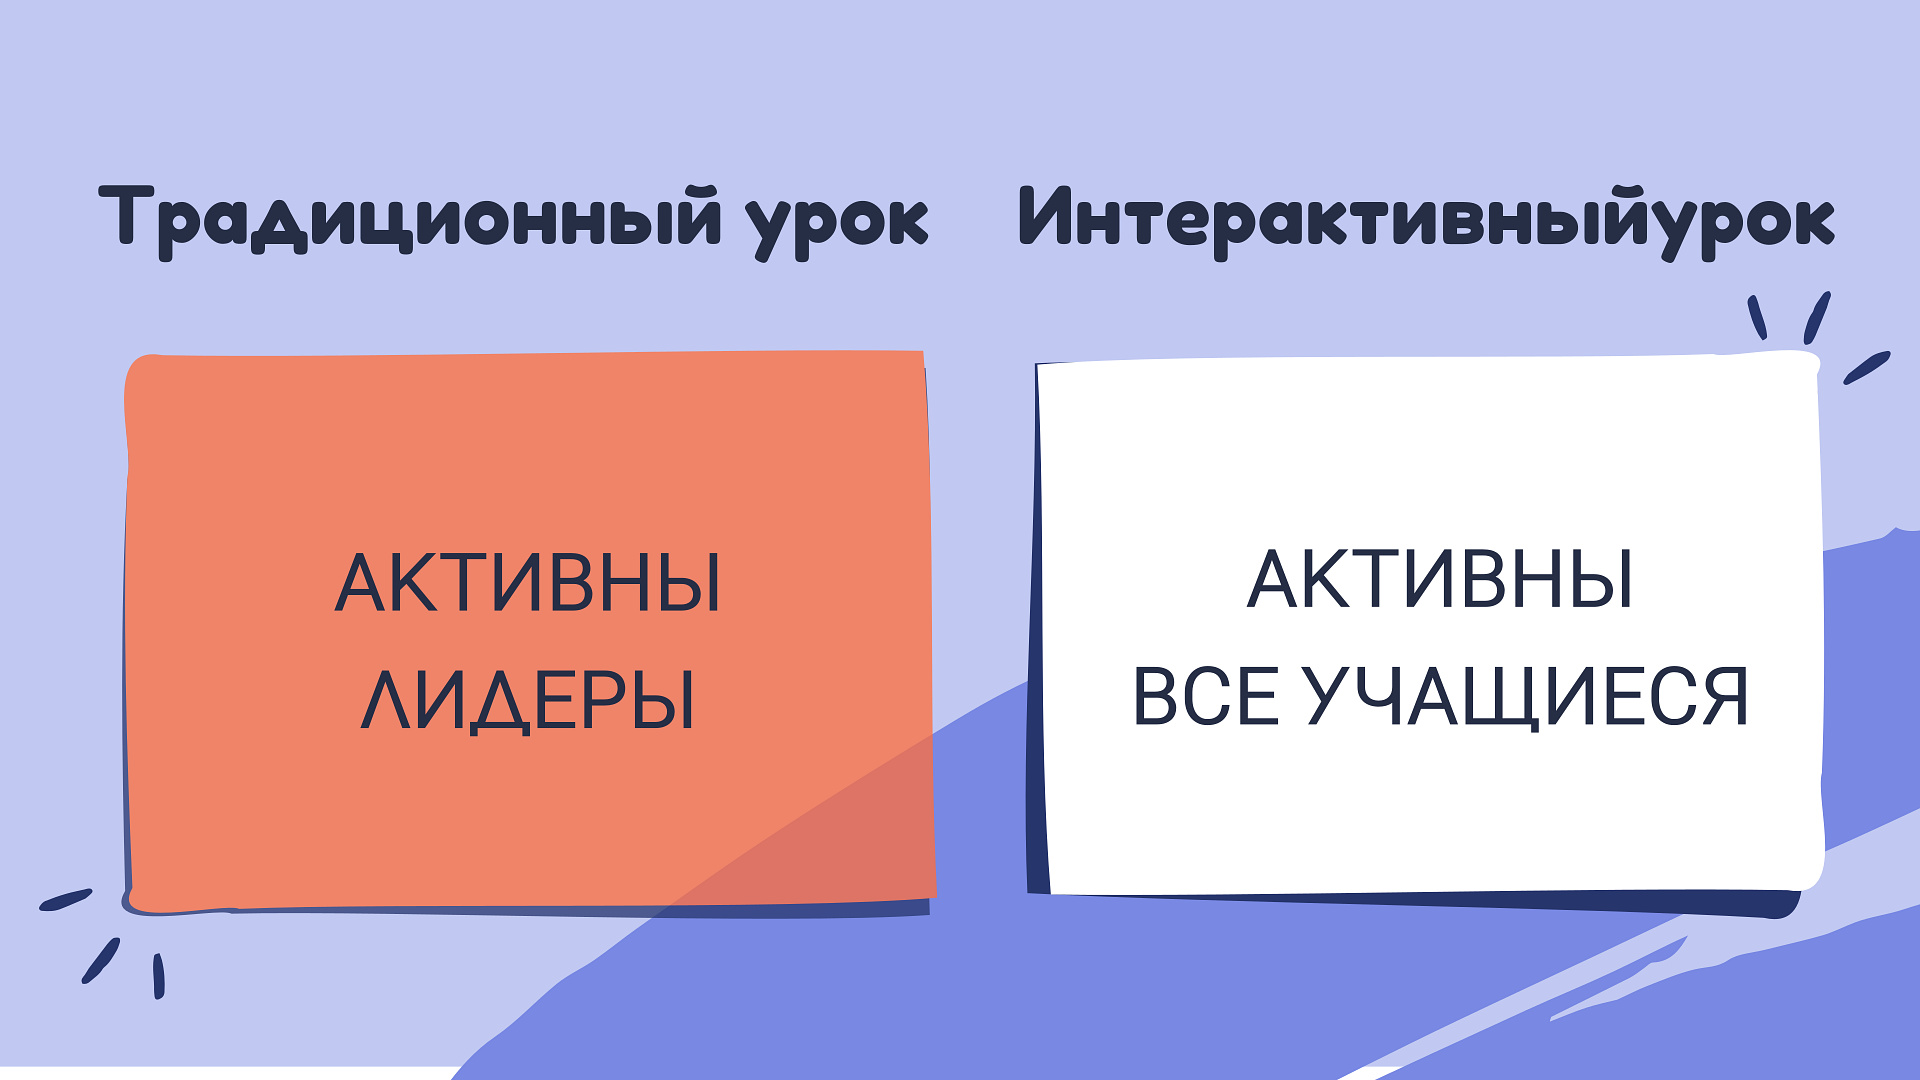 Традиционный урок
Интерактивныйурок
АКТИВНЫ
ЛИДЕРЫ
АКТИВНЫ
ВСЕ УЧАЩИЕСЯ